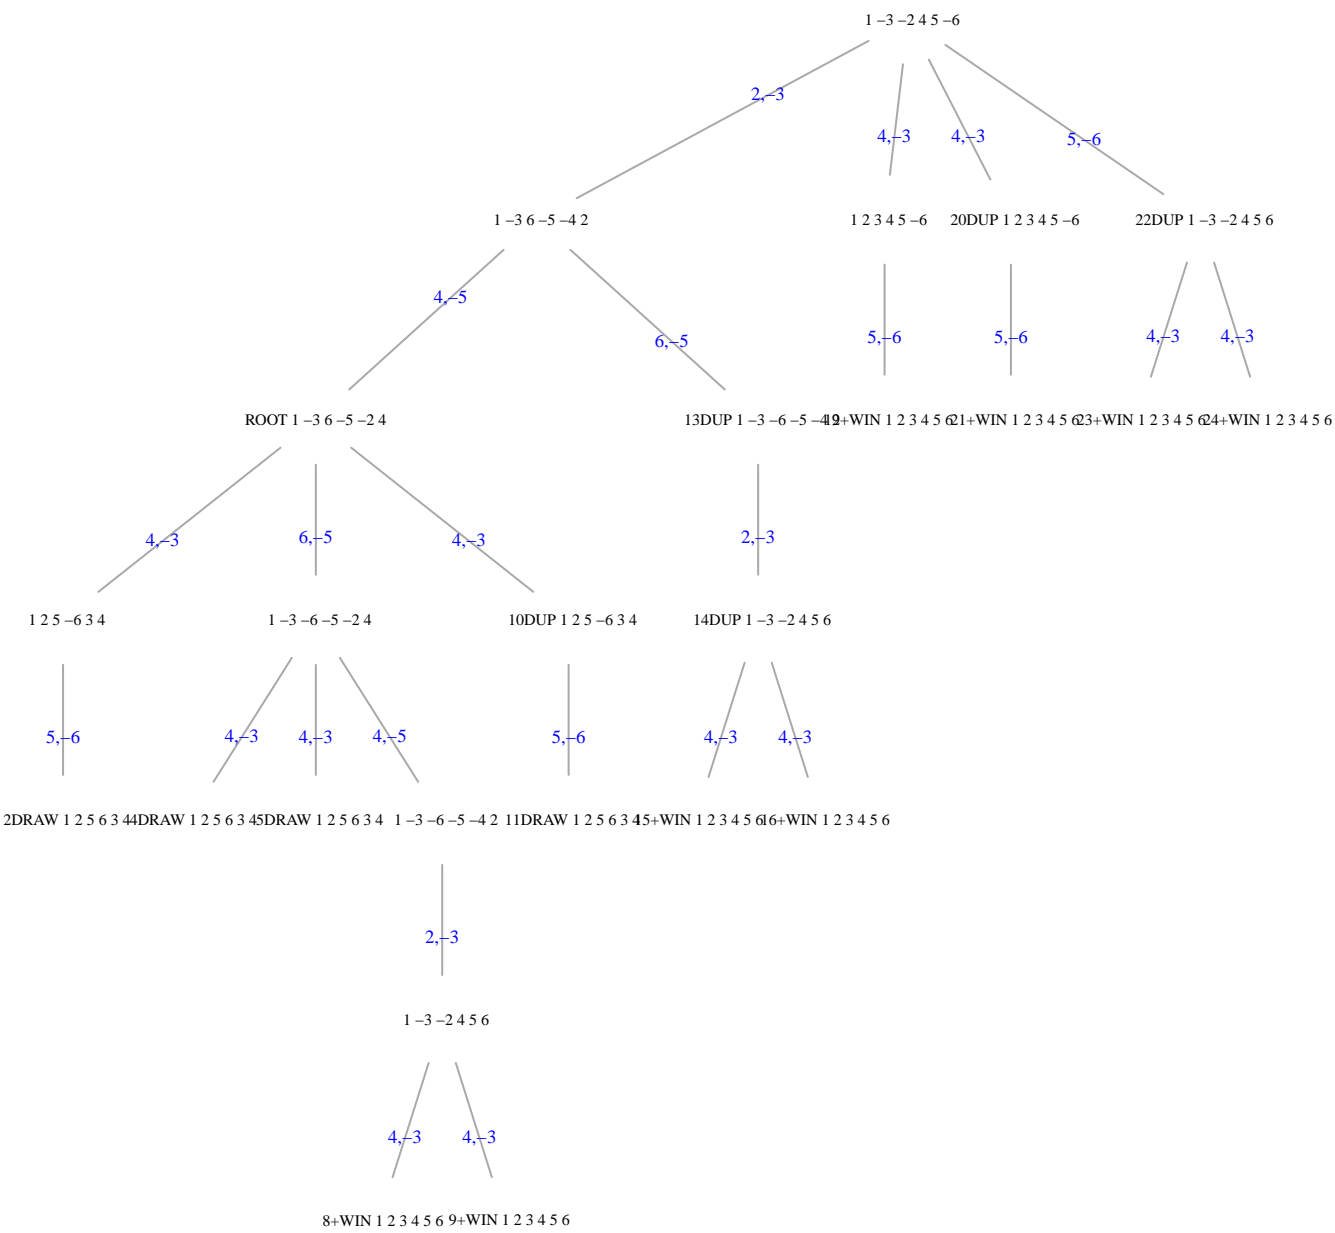 1 –3 –2 4 5 –6
2,–3
4,–3
4,–3
5,–6
1 –3 6 –5 –4 2
1 2 3 4 5 –6
20DUP 1 2 3 4 5 –6
22DUP 1 –3 –2 4 5 6
4,–5
6,–5
5,–6
5,–6
4,–3
4,–3
ROOT 1 –3 6 –5 –2 4
13DUP 1 –3 –6 –5 –4 2
19+WIN 1 2 3 4 5 6
21+WIN 1 2 3 4 5 6
23+WIN 1 2 3 4 5 6
24+WIN 1 2 3 4 5 6
4,–3
6,–5
4,–3
2,–3
1 2 5 –6 3 4
1 –3 –6 –5 –2 4
10DUP 1 2 5 –6 3 4
14DUP 1 –3 –2 4 5 6
5,–6
4,–3
4,–3
4,–5
5,–6
4,–3
4,–3
2DRAW 1 2 5 6 3 4
4DRAW 1 2 5 6 3 4
5DRAW 1 2 5 6 3 4
1 –3 –6 –5 –4 2
11DRAW 1 2 5 6 3 4
15+WIN 1 2 3 4 5 6
16+WIN 1 2 3 4 5 6
2,–3
1 –3 –2 4 5 6
4,–3
4,–3
8+WIN 1 2 3 4 5 6
9+WIN 1 2 3 4 5 6